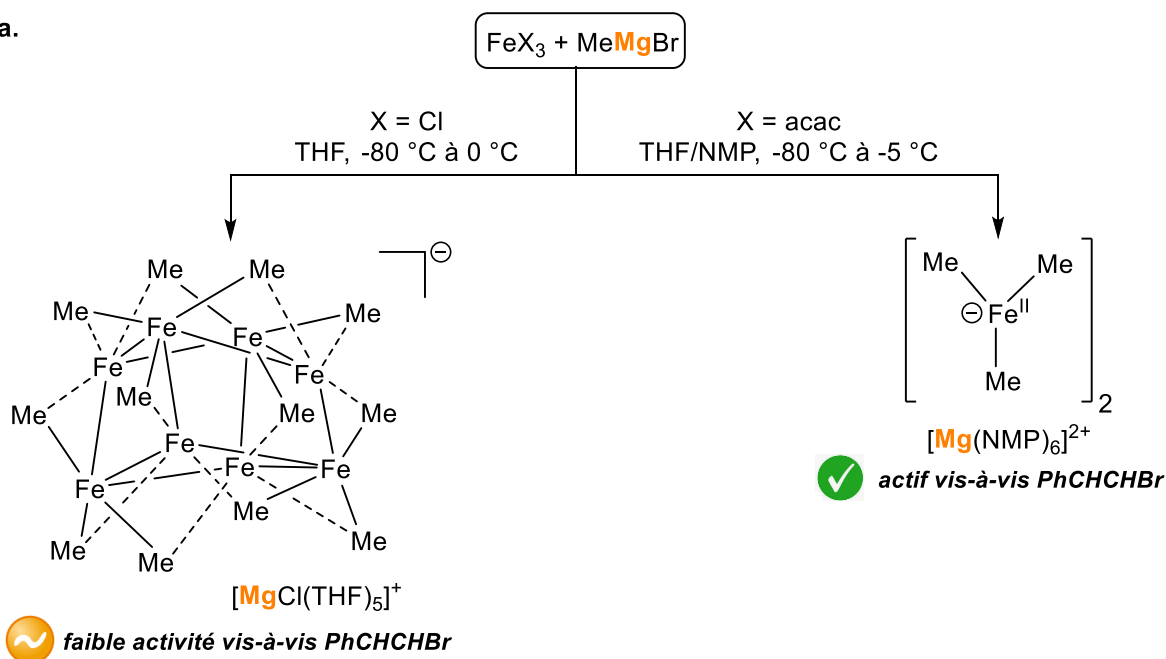 a.
FeX3 + MeMgBr
X = Cl
THF, -80 °C à 0 °C
X = acac
THF/NMP, -80 °C à -5 °C
Me Me
Me Me
Fe Fe
Fe Fe
Me Me Me Me
Fe Fe Fe
Fe
Me
Me Me Me
⊖
[MgCl(THF)5]+
faible activité vis-à-vis PhCHCHBr
Me Me
⊖ FeII
Me
2
[Mg(NMP)6]2+
actif vis-à-vis PhCHCHBr